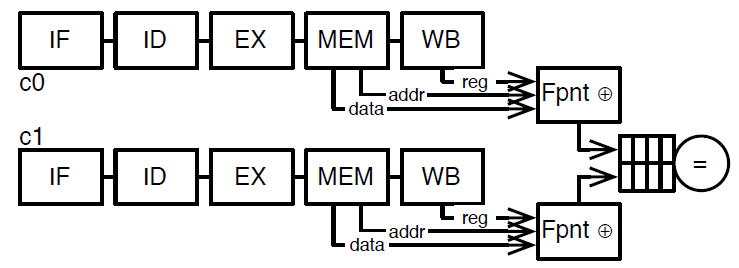 IF ID EX MEM WB
c0
reg
addr
data
Fpnt ⊕
c1
IF ID EX MEM WB
=
reg
addr
data
Fpnt ⊕